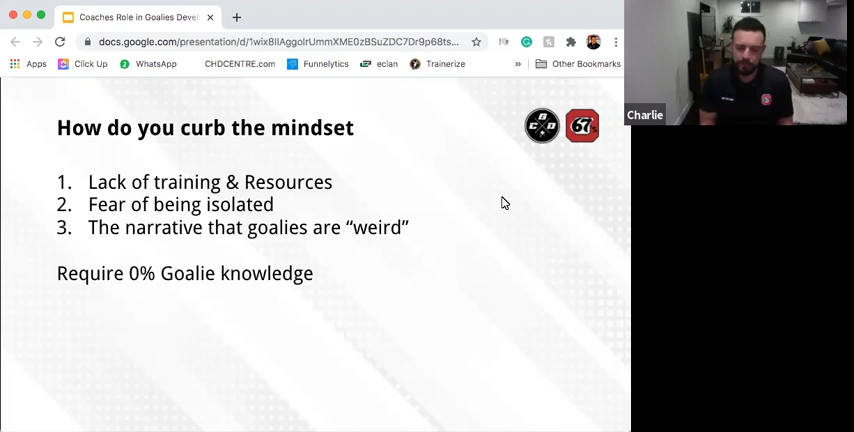 Coaches Role in Goalies Devel
docs.google.com/presentation/d/
Apps Click Up 2 WhatsApp CHDCENTRE.com Funnelytics eclan Trainerize » Other Bookmarks
Charlie
How do you curb the mindset
G C D 67's
1. Lack of training & Resources
2. Fear of being isolated
3. The narrative that goalies are “weird”
Require 0% Goalie knowledge